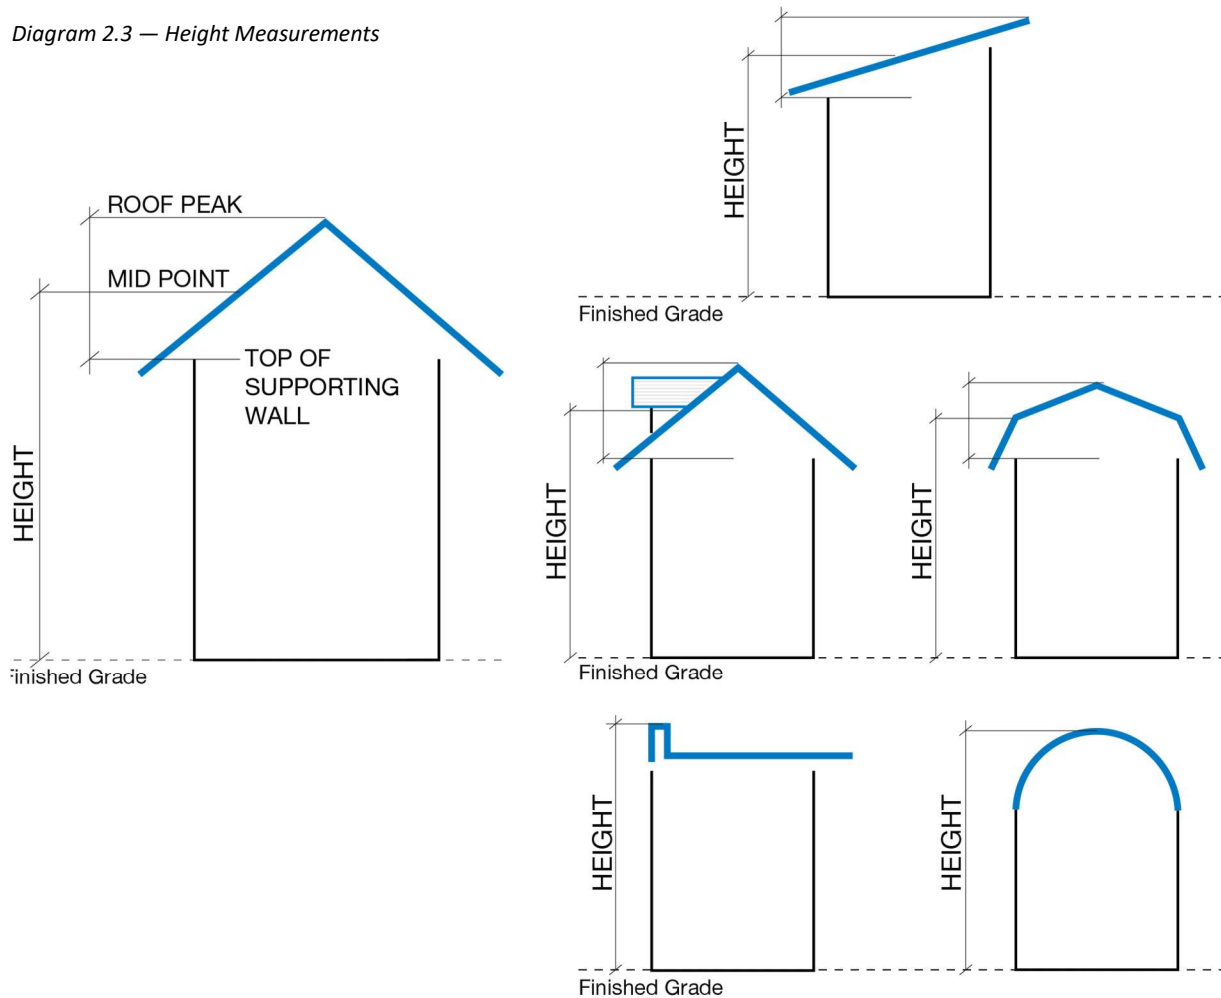 Diagram 2.3 — Height Measurements
ROOF PEAK
MID POINT
TOP OF
SUPPORTING
WALL
HEIGHT
Finished Grade
HEIGHT
Finished Grade
HEIGHT
HEIGHT
Finished Grade
HEIGHT
HEIGHT
Finished Grade